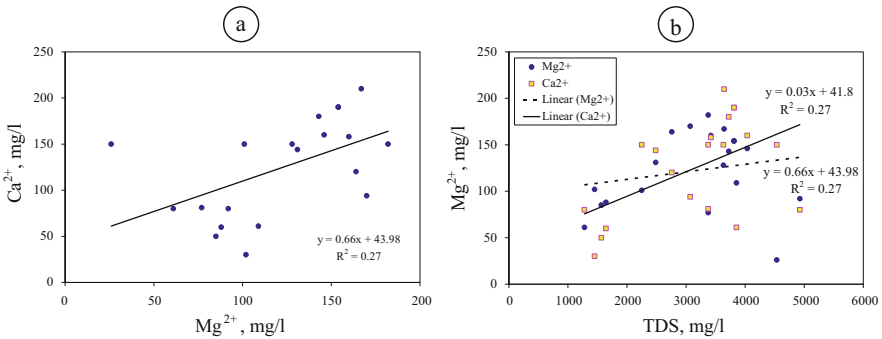 a
250
200
150
100
50
0
0 50 100 150 200
Ca²⁺, mg/l
Mg²⁺, mg/l
y = 0.66x + 43.98
R² = 0.27
b
250
200
150
100
50
0
0 1000 2000 3000 4000 5000 6000
Mg²⁺, mg/l
TDS, mg/l
Mg2+
Ca2+
Linear (Mg2+)
Linear (Ca2+)
y = 0.03x + 41.8
R² = 0.27
y = 0.66x + 43.98
R² = 0.27